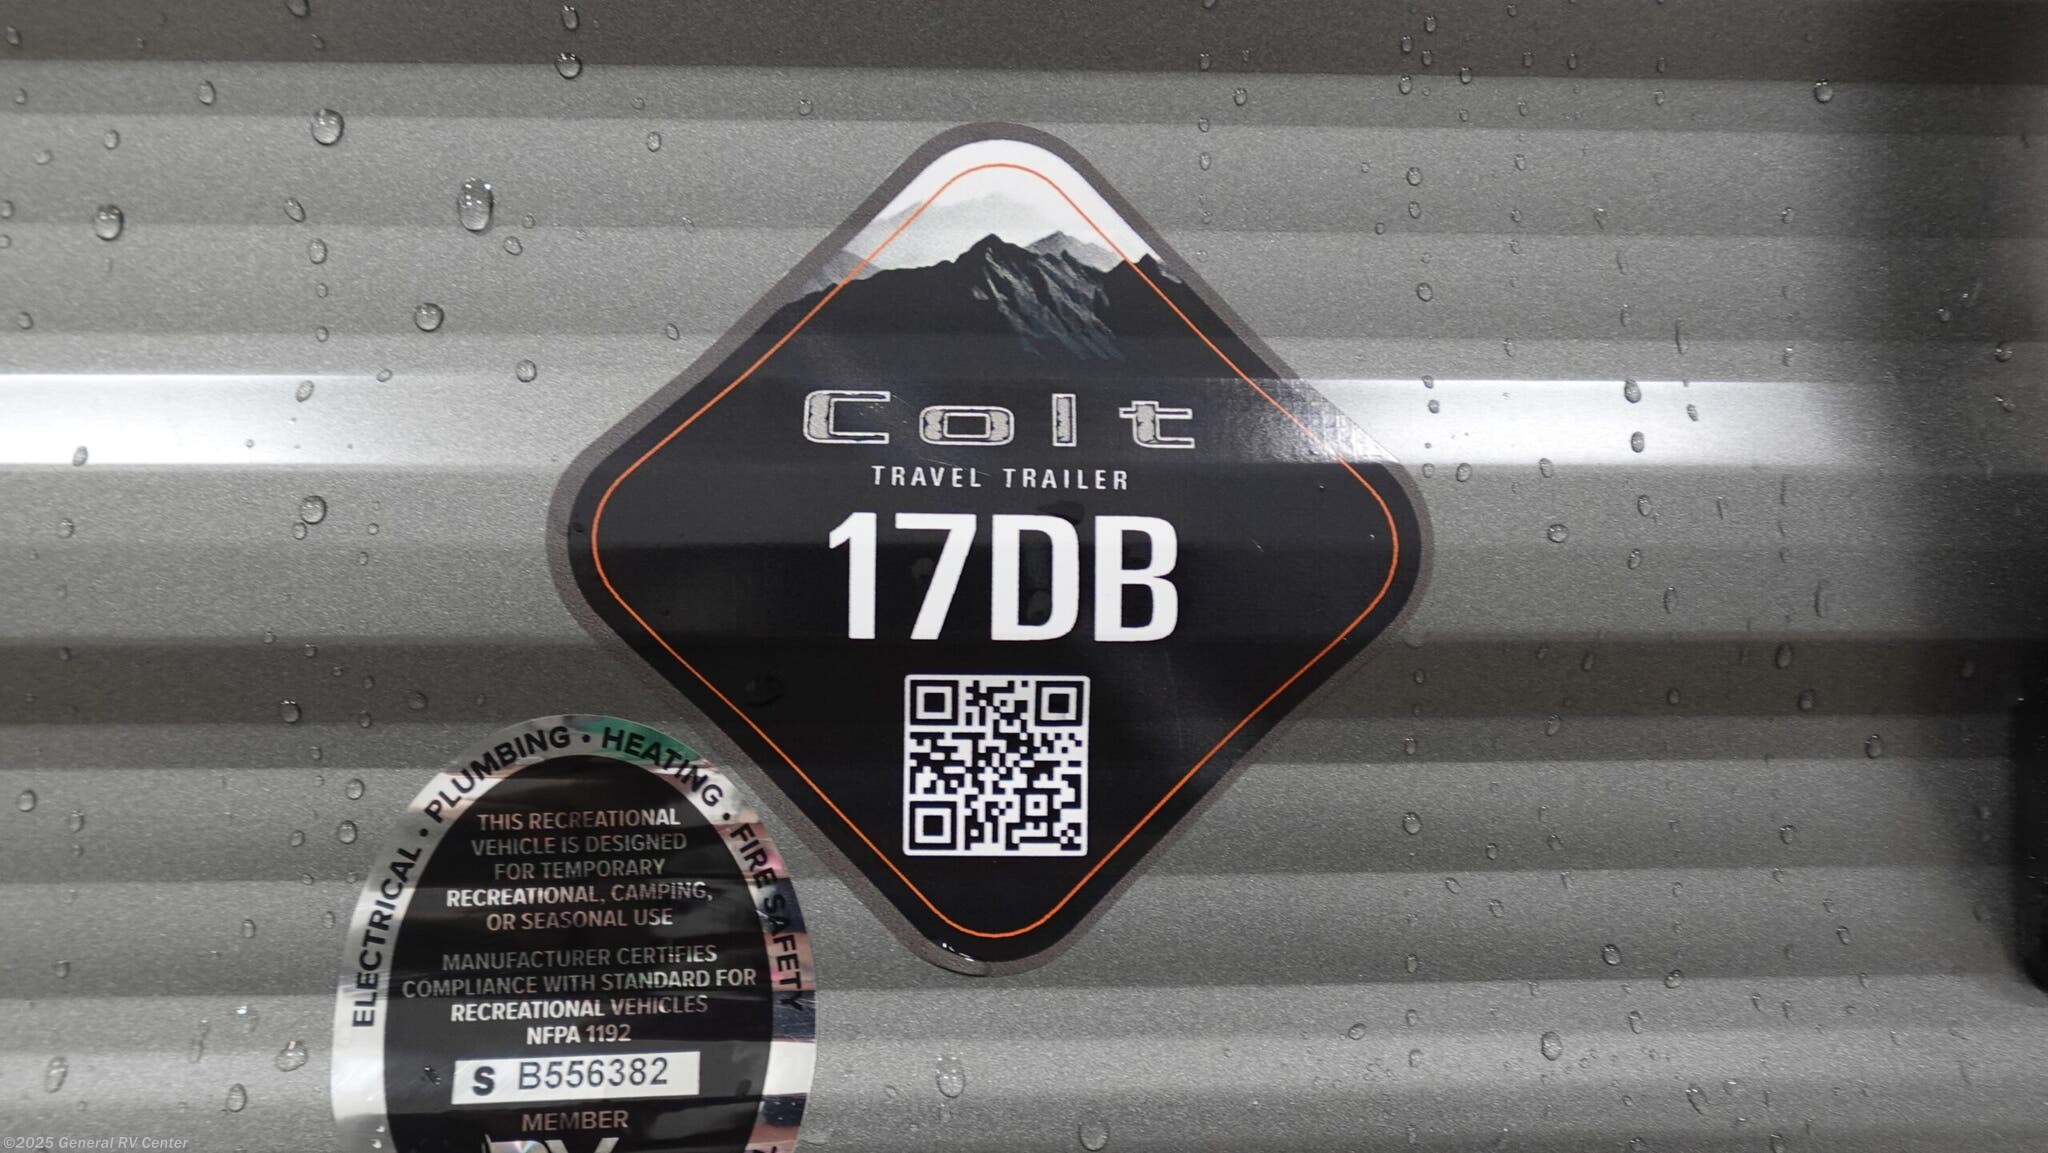 Colt
TRAVEL TRAILER
17DB
ELECTRICAL • PLUMBING • HEATING • FIRE SAFETY
THIS RECREATIONAL
VEHICLE IS DESIGNED
FOR TEMPORARY
RECREATIONAL, CAMPING,
OR SEASONAL USE
MANUFACTURER CERTIFIES
COMPLIANCE WITH STANDARD FOR
RECREATIONAL VEHICLES
NFPA 1192
S B556382
MEMBER
RV
©2025 General RV Center